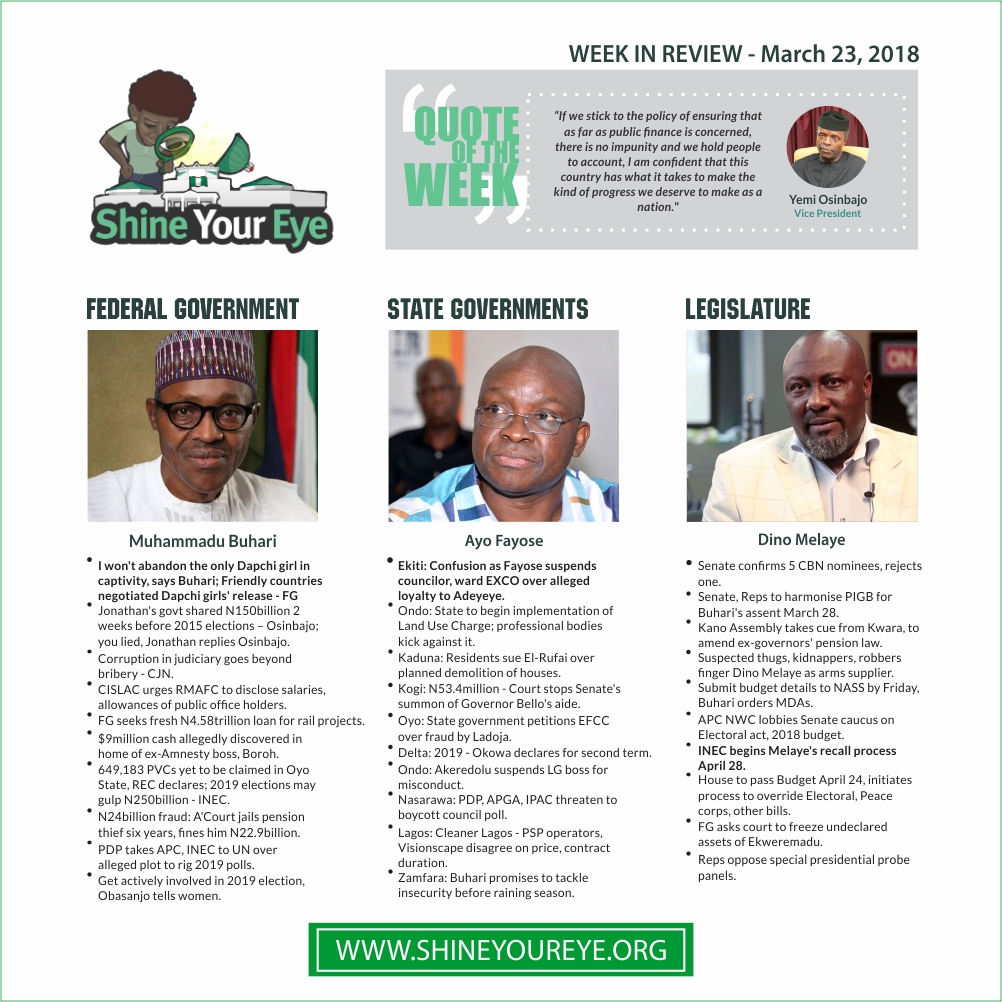 WEEK IN REVIEW - March 23, 2018
Shine Your Eye
“ QUOTE
OF THE
WEEK ”
"If we stick to the policy of ensuring that
as far as public finance is concerned,
there is no impunity and we hold people
to account, I am confident that this
country has what it takes to make the
kind of progress we deserve to make as a
nation."
Yemi Osinbajo
Vice President
FEDERAL GOVERNMENT
Muhammadu Buhari
• I won't abandon the only Dapchi girl in
captivity, says Buhari; Friendly countries
negotiated Dapchi girls' release - FG
• Jonathan's govt shared N150billion 2
weeks before 2015 elections – Osinbajo;
you lied, Jonathan replies Osinbajo.
• Corruption in judiciary goes beyond
bribery - CJN.
• CISLAC urges RMAFC to disclose salaries,
allowances of public office holders.
• FG seeks fresh N4.58trillion loan for rail projects.
• $9million cash allegedly discovered in
home of ex-Amnesty boss, Boroh.
• 649,183 PVCs yet to be claimed in Oyo
State, REC declares; 2019 elections may
gulp N250billion - INEC.
• N24billion fraud: A'Court jails pension
thief six years, fines him N22.9billion.
• PDP takes APC, INEC to UN over
alleged plot to rig 2019 polls.
• Get actively involved in 2019 election,
Obasanjo tells women.
STATE GOVERNMENTS
Ayo Fayose
• Ekiti: Confusion as Fayose suspends
councilor, ward EXCO over alleged
loyalty to Adeyeye.
• Ondo: State to begin implementation of
Land Use Charge; professional bodies
kick against it.
• Kaduna: Residents sue El-Rufai over
planned demolition of houses.
• Kogi: N53.4million - Court stops Senate's
summon of Governor Bello's aide.
• Oyo: State government petitions EFCC
over fraud by Ladoja.
• Delta: 2019 - Okowa declares for second term.
• Ondo: Akeredolu suspends LG boss for
misconduct.
• Nasarawa: PDP, APGA, IPAC threaten to
boycott council poll.
• Lagos: Cleaner Lagos - PSP operators,
Visionscape disagree on price, contract
duration.
• Zamfara: Buhari promises to tackle
insecurity before raining season.
LEGISLATURE
ON A
Dino Melaye
• Senate confirms 5 CBN nominees, rejects
one.
• Senate, Reps to harmonise PIGB for
Buhari's assent March 28.
• Kano Assembly takes cue from Kwara, to
amend ex-governors' pension law.
• Suspected thugs, kidnappers, robbers
finger Dino Melaye as arms supplier.
• Submit budget details to NASS by Friday,
Buhari orders MDAs.
• APC NWC lobbies Senate caucus on
Electoral act, 2018 budget.
• INEC begins Melaye's recall process
April 28.
• House to pass Budget April 24, initiates
process to override Electoral, Peace
corps, other bills.
• FG asks court to freeze undeclared
assets of Ekweremadu.
• Reps oppose special presidential probe
panels.
WWW.SHINEYOUREYE.ORG